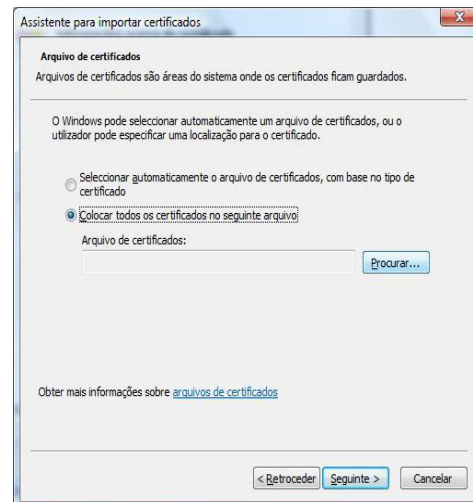 Assistente para importar certificados
Arquivo de certificados
Arquivos de certificados são áreas do sistema onde os certificados ficam guardados.
O Windows pode seleccionar automaticamente um arquivo de certificados, ou o
utilizador pode especificar uma localização para o certificado.
Seleccionar automaticamente o arquivo de certificados, com base no tipo de
certificado
Colocar todos os certificados no seguinte arquivo
Arquivo de certificados:
Procurar...
Obter mais informações sobre arquivos de certificados
< Retroceder Seguinte > Cancelar